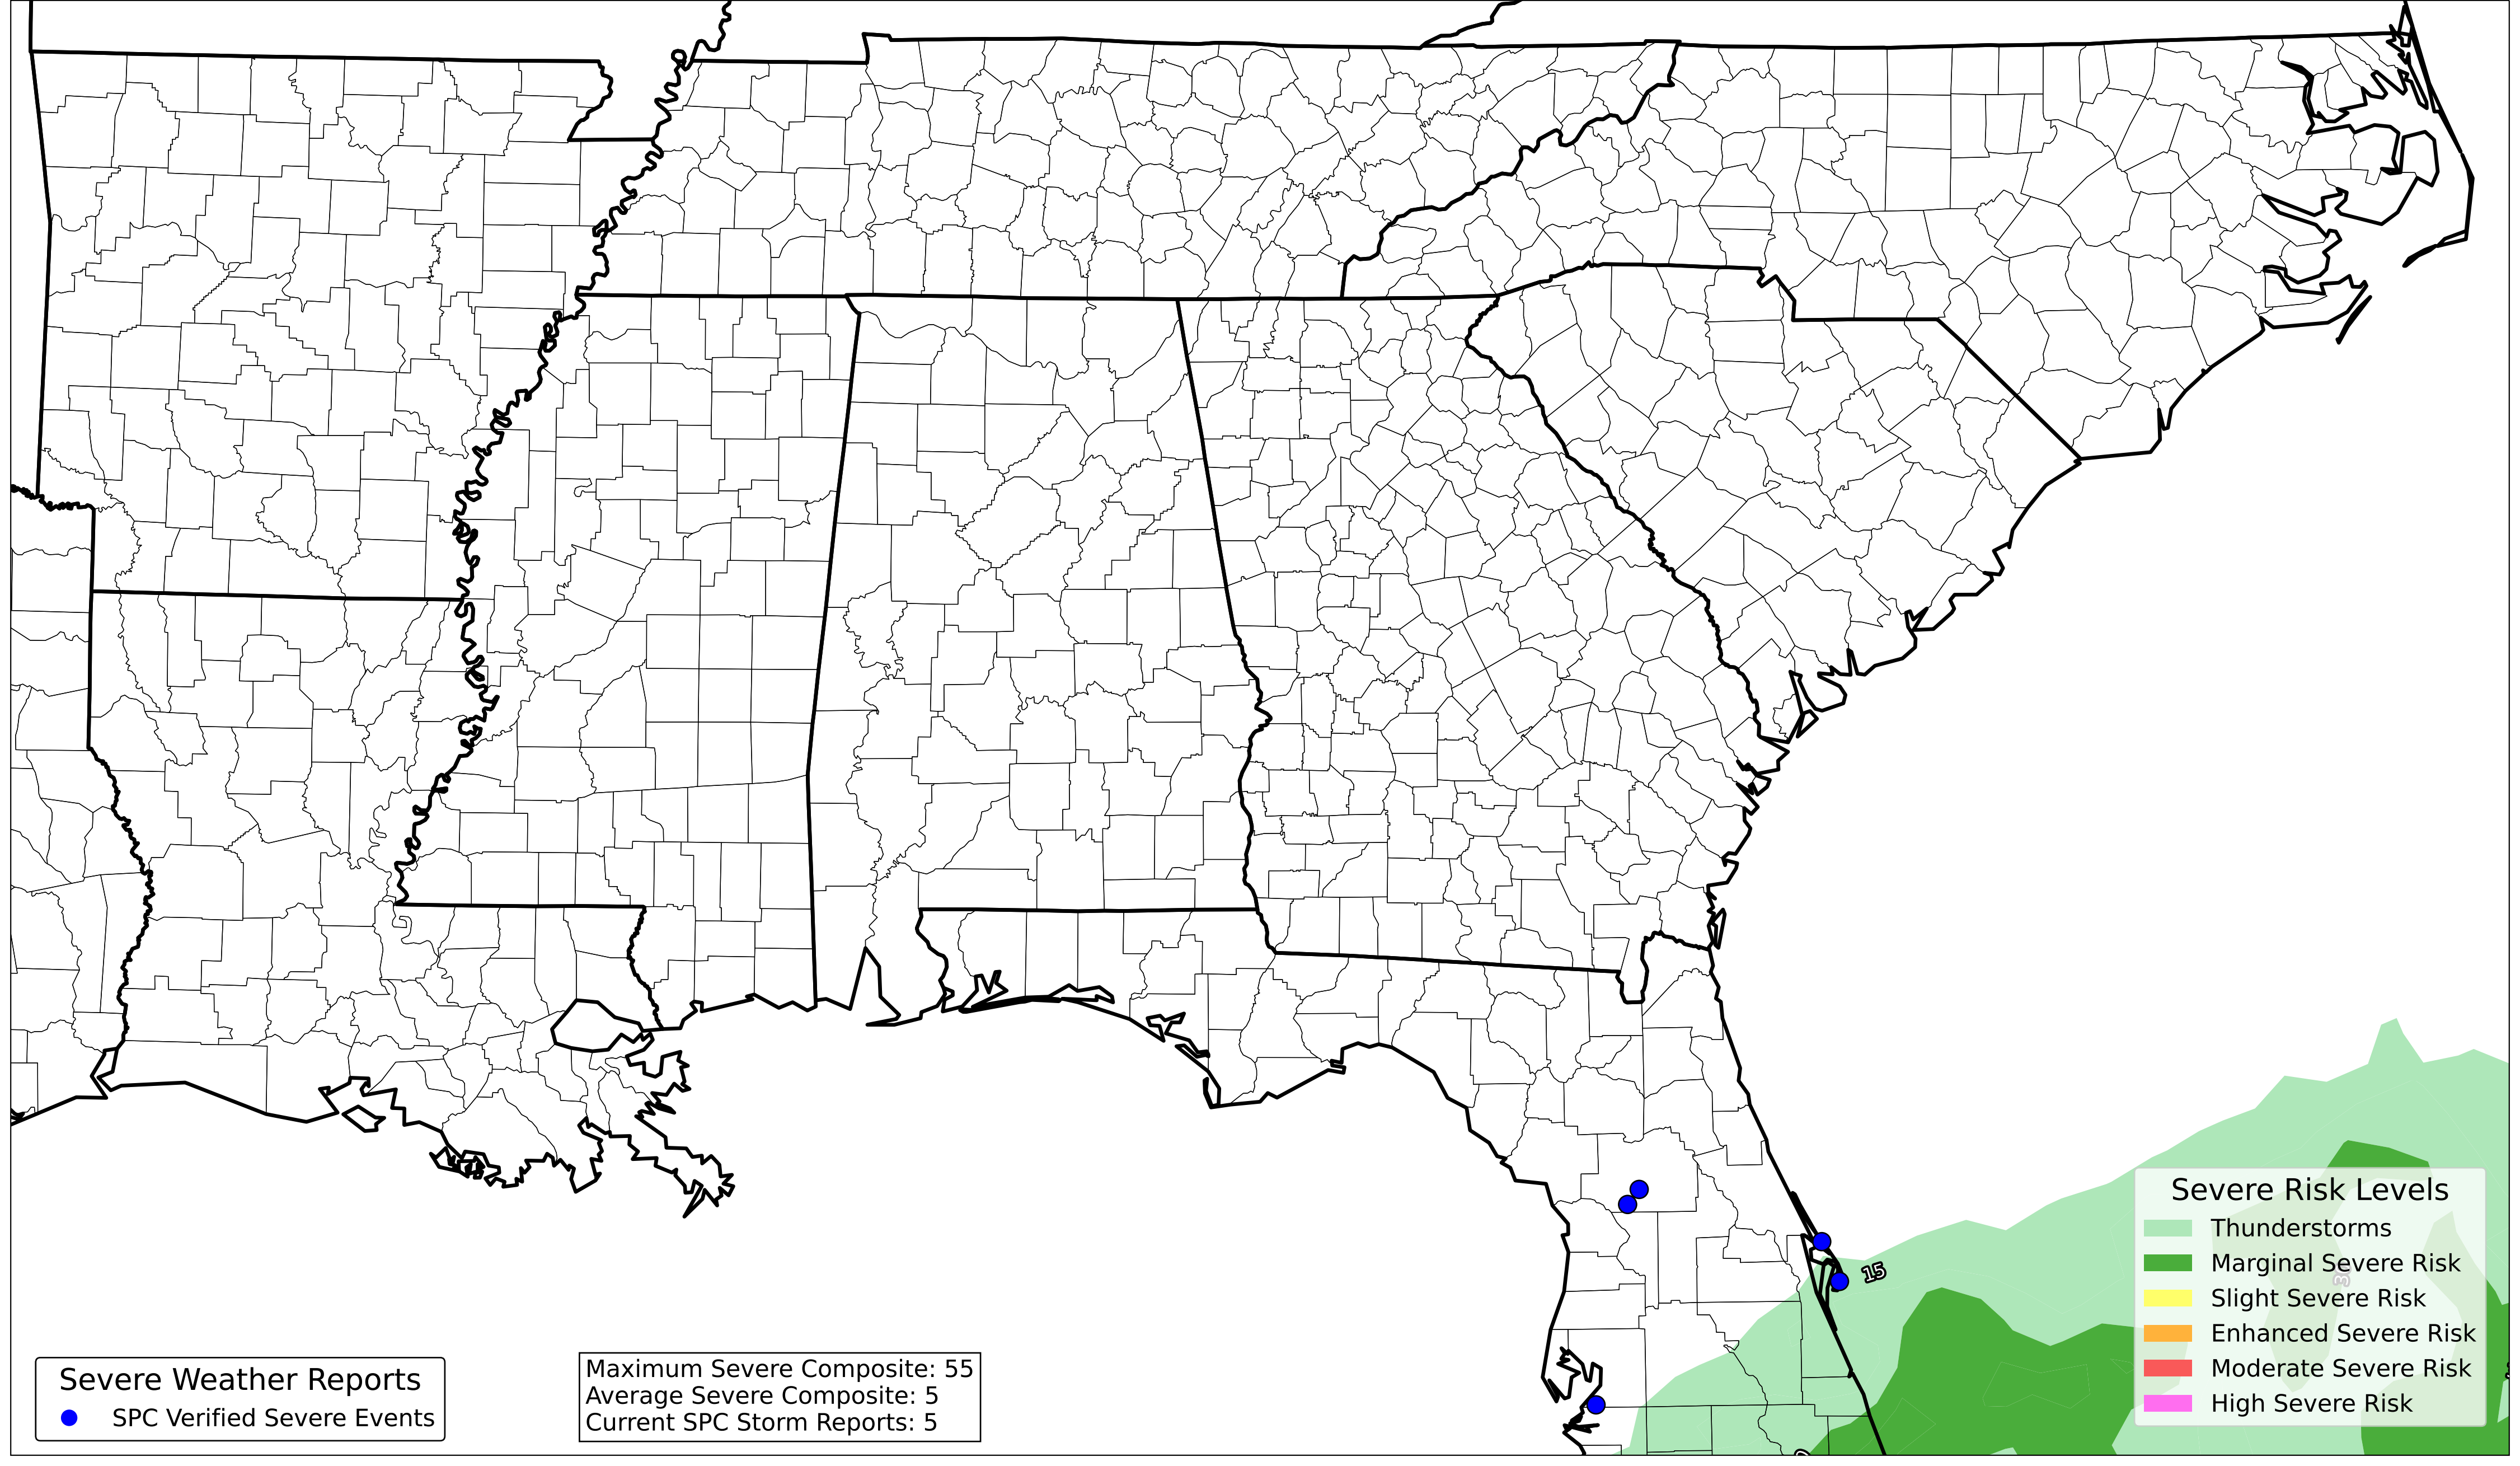 15
Severe Risk Levels
Thunderstorms
Marginal Severe Risk
Slight Severe Risk
Enhanced Severe Risk
Moderate Severe Risk
High Severe Risk
Severe Weather Reports
SPC Verified Severe Events
Maximum Severe Composite: 55
Average Severe Composite: 5
Current SPC Storm Reports: 5